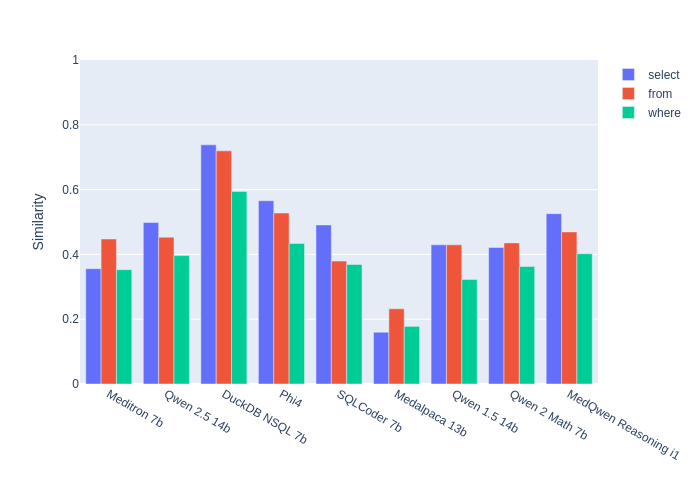 1
0.8
0.6
0.4
0.2
0
Similarity
select
from
where
Meditron 7b
Qwen 2.5 14b
DuckDB NSQL 7b
Phi4
SQLCoder 7b
Medalpaca 13b
Qwen 1.5 14b
Qwen 2 Math 7b
MedQwen Reasoning i1